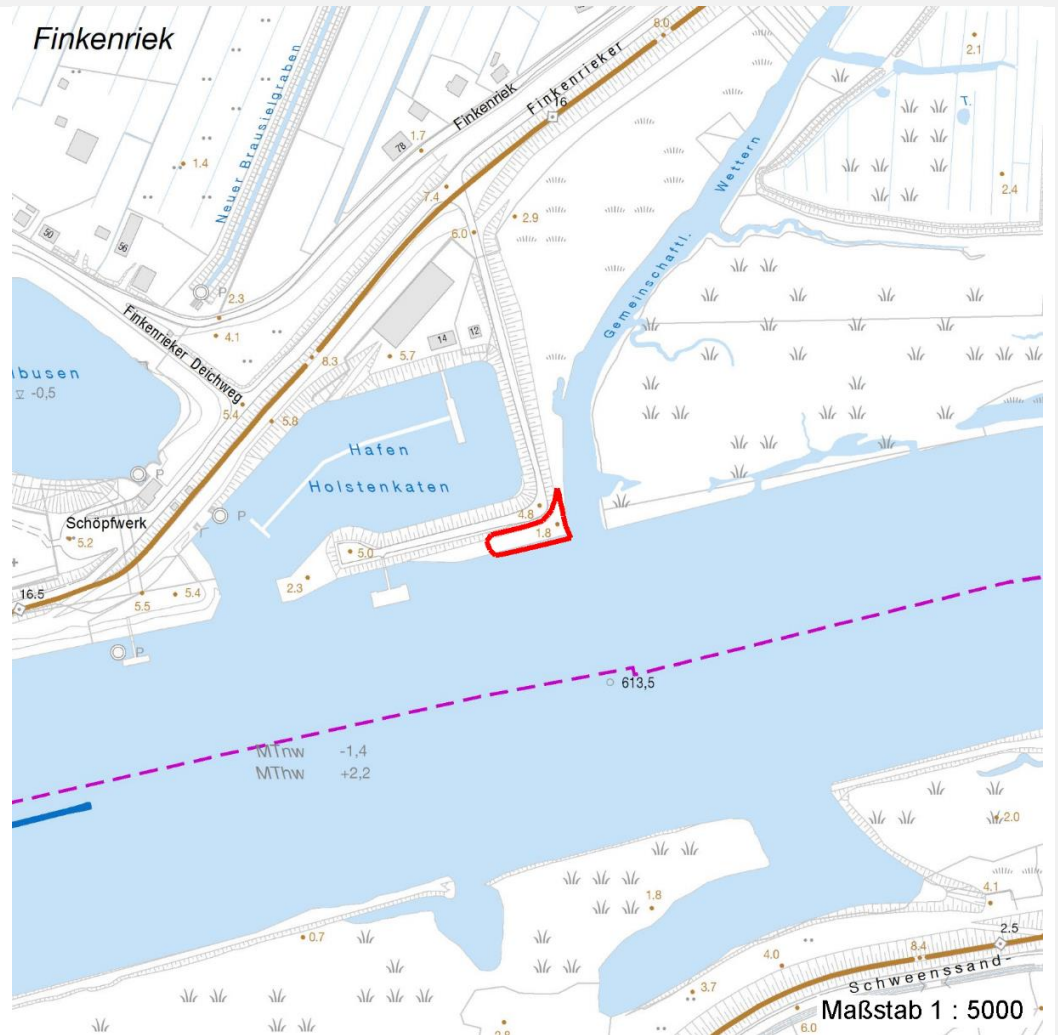 Finkenriek
Neuer Brausielgraben
Finkenriek
Finkenrieker
8.0
16
2.1
T.
2.4
78
1.7
1.4
7.4
2.9
6.0
50
56
P
2.3
4.1
Finkenrieker Deichweg
8.3
5.7
14
12
Gemeinschaftl. Wettern
busen
-0,5
5.4
5.8
Hafen
Holstenkaten
P
P
Schöpfwerk
5.2
4.8
1.8
5.0
2.3
16.5
5.5
5.4
P
613,5
MTnw -1,4
MThw +2,2
2.0
1.8
4.1
0.7
2.5
8.4
4.0
Schweenssand-
3.7
6.0
2.8
Maßstab 1 : 5000